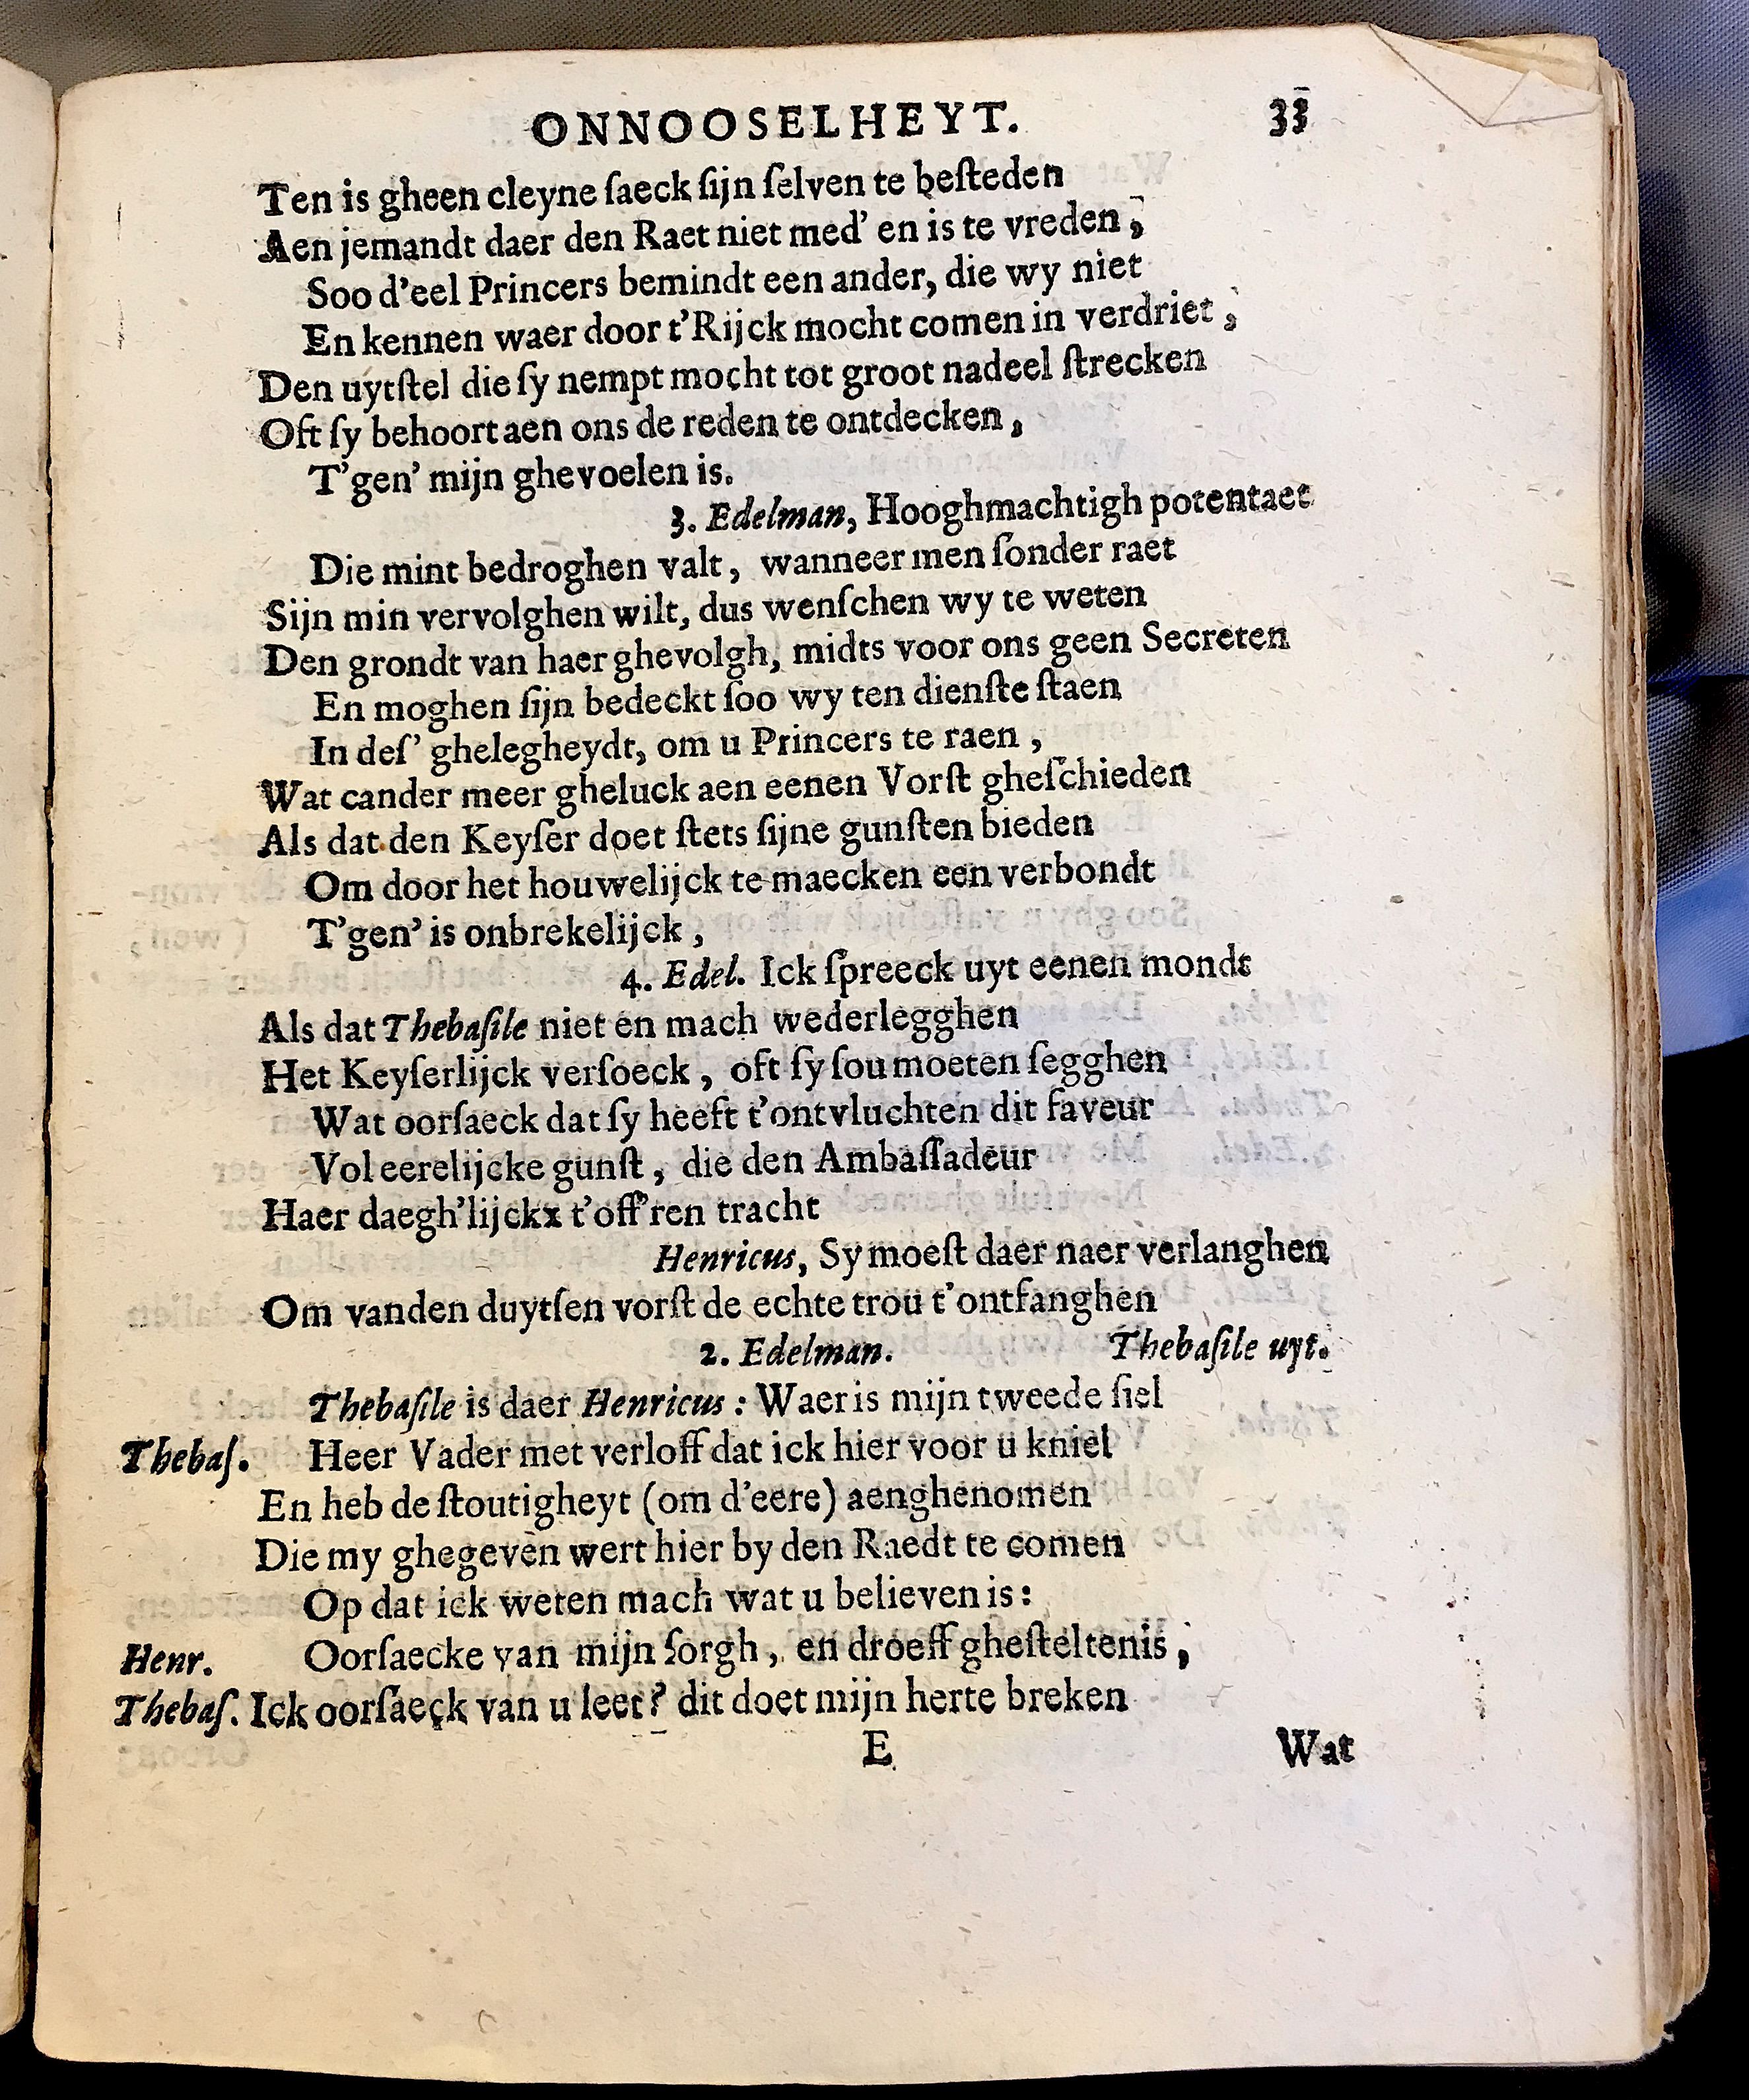 ONNOOSELHEYT. 33
Ten is gheen cleyne ſaeck ſijn ſelven te beſteden
Aen jemandt daer den Raet niet med' en is te vreden,
Soo d'eel Princers bemindt een ander, die wy niet
En kennen waer door t'Rijck mocht comen in verdriet,
Den uytſtel die ſy nempt mocht tot groot nadeel ſtrecken
Oft ſy behoort aen ons de reden te ontdecken,
T'gen' mijn ghevoelen is.
3. Edelman, Hooghmachtigh potentaet
Die mint bedroghen valt, wanneer men ſonder raet
Sijn min vervolghen wilt, dus wenſchen wy te weten
Den grondt van haer ghevolgh, midts voor ons geen Secreten
En moghen ſijn bedeckt ſoo wy ten dienſte ſtaen
In deſ' ghelegheydt, om u Princers te raen,
Wat cander meer gheluck aen eenen Vorſt gheſchieden
Als dat den Keyſer doet ſtets ſijne gunſten bieden
Om door het houwelijck te maecken een verbondt
T'gen' is onbrekelijck,
4. Edel. Ick ſpreeck uyt eenen mondt
Als dat Thebaſile niet en mach wederlegghen
Het Keyſerlijck verſoeck, oft ſy ſou moeten ſegghen
Wat oorſaeck dat ſy heeft t'ontvluchten dit faveur
Vol eerelijcke gunſt, die den Ambaſſadeur
Haer daegh'lijckx t'off'ren tracht
Henricus, Sy moeſt daer naer verlanghen
Om vanden duytſen vorſt de echte trou t'ontfanghen
2. Edelman. Thebaſile uyt.
Thebaſile is daer Henricus: Waer is mijn tweede ſiel
Thebaſ. Heer Vader met verloff dat ick hier voor u kniel
En heb de ſtoutigheyt (om d'eere) aenghenomen
Die my ghegeven wert hier by den Raedt te comen
Op dat ick weten mach wat u believen is:
Henr. Oorſaecke van mijn ſorgh, en droeff gheſteltenis,
Thebaſ. Ick oorſaeck van u leet? dit doet mijn herte breken
E Wat